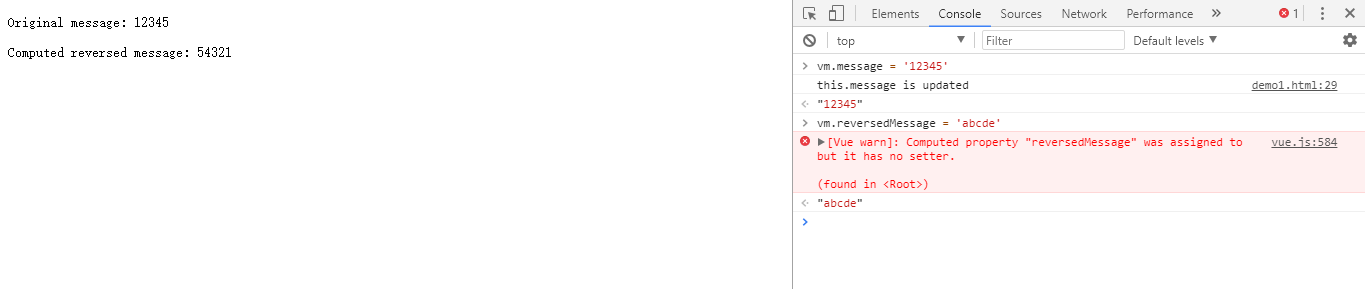 Original message: 12345
Computed reversed message: 54321
Elements Console Sources Network Performance » 1
top Filter Default levels
vm.message = '12345'
this.message is updated demo1.html:29
"12345"
vm.reversedMessage = 'abcde'
[Vue warn]: Computed property "reversedMessage" was assigned to vue.js:584
but it has no setter.
(found in <Root>)
"abcde"